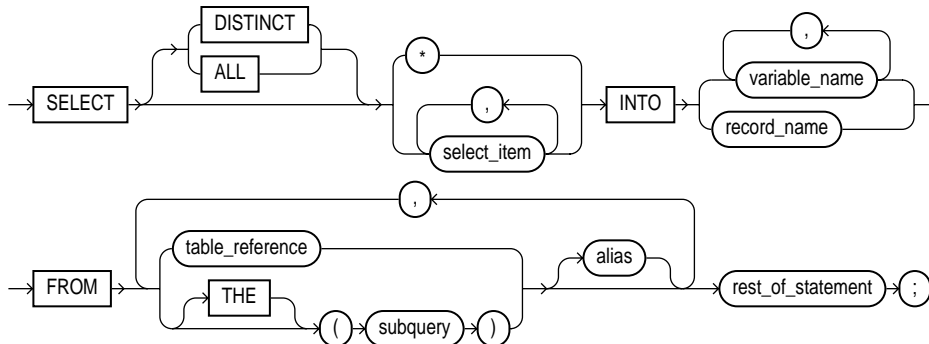 DISTINCT
ALL
*
,
SELECT
,
select_item
INTO
,
variable_name
record_name
,
FROM
table_reference
THE
( subquery )
alias
rest_of_statement ;